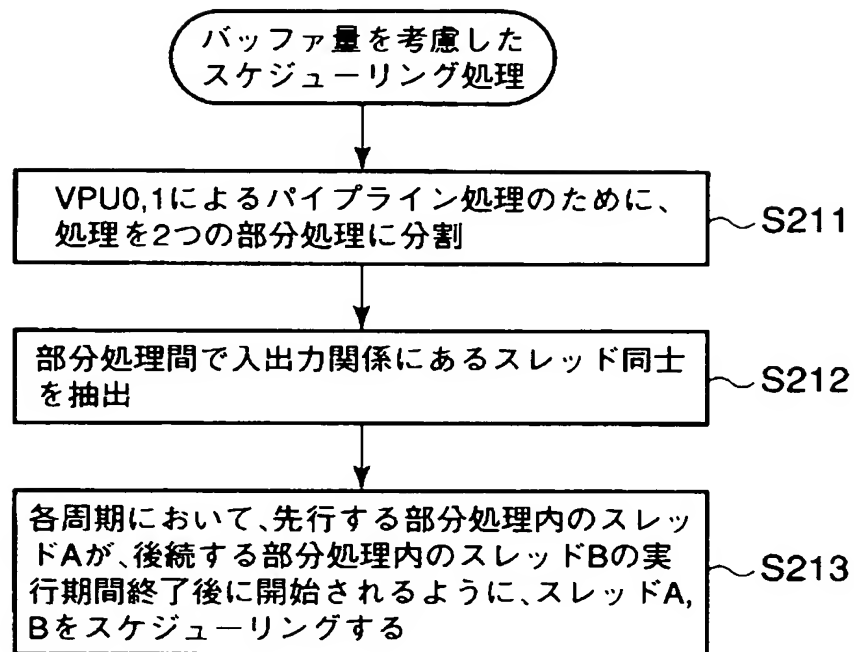 バッファ量を考慮した
スケジューリング処理
VPU0,1によるパイプライン処理のために、
処理を2つの部分処理に分割
S211
部分処理間で入出力関係にあるスレッド同士
を抽出
S212
各周期において、先行する部分処理内のスレッ
ドAが、後続する部分処理内のスレッドBの実
行期間終了後に開始されるように、スレッドA,
Bをスケジューリングする
S213